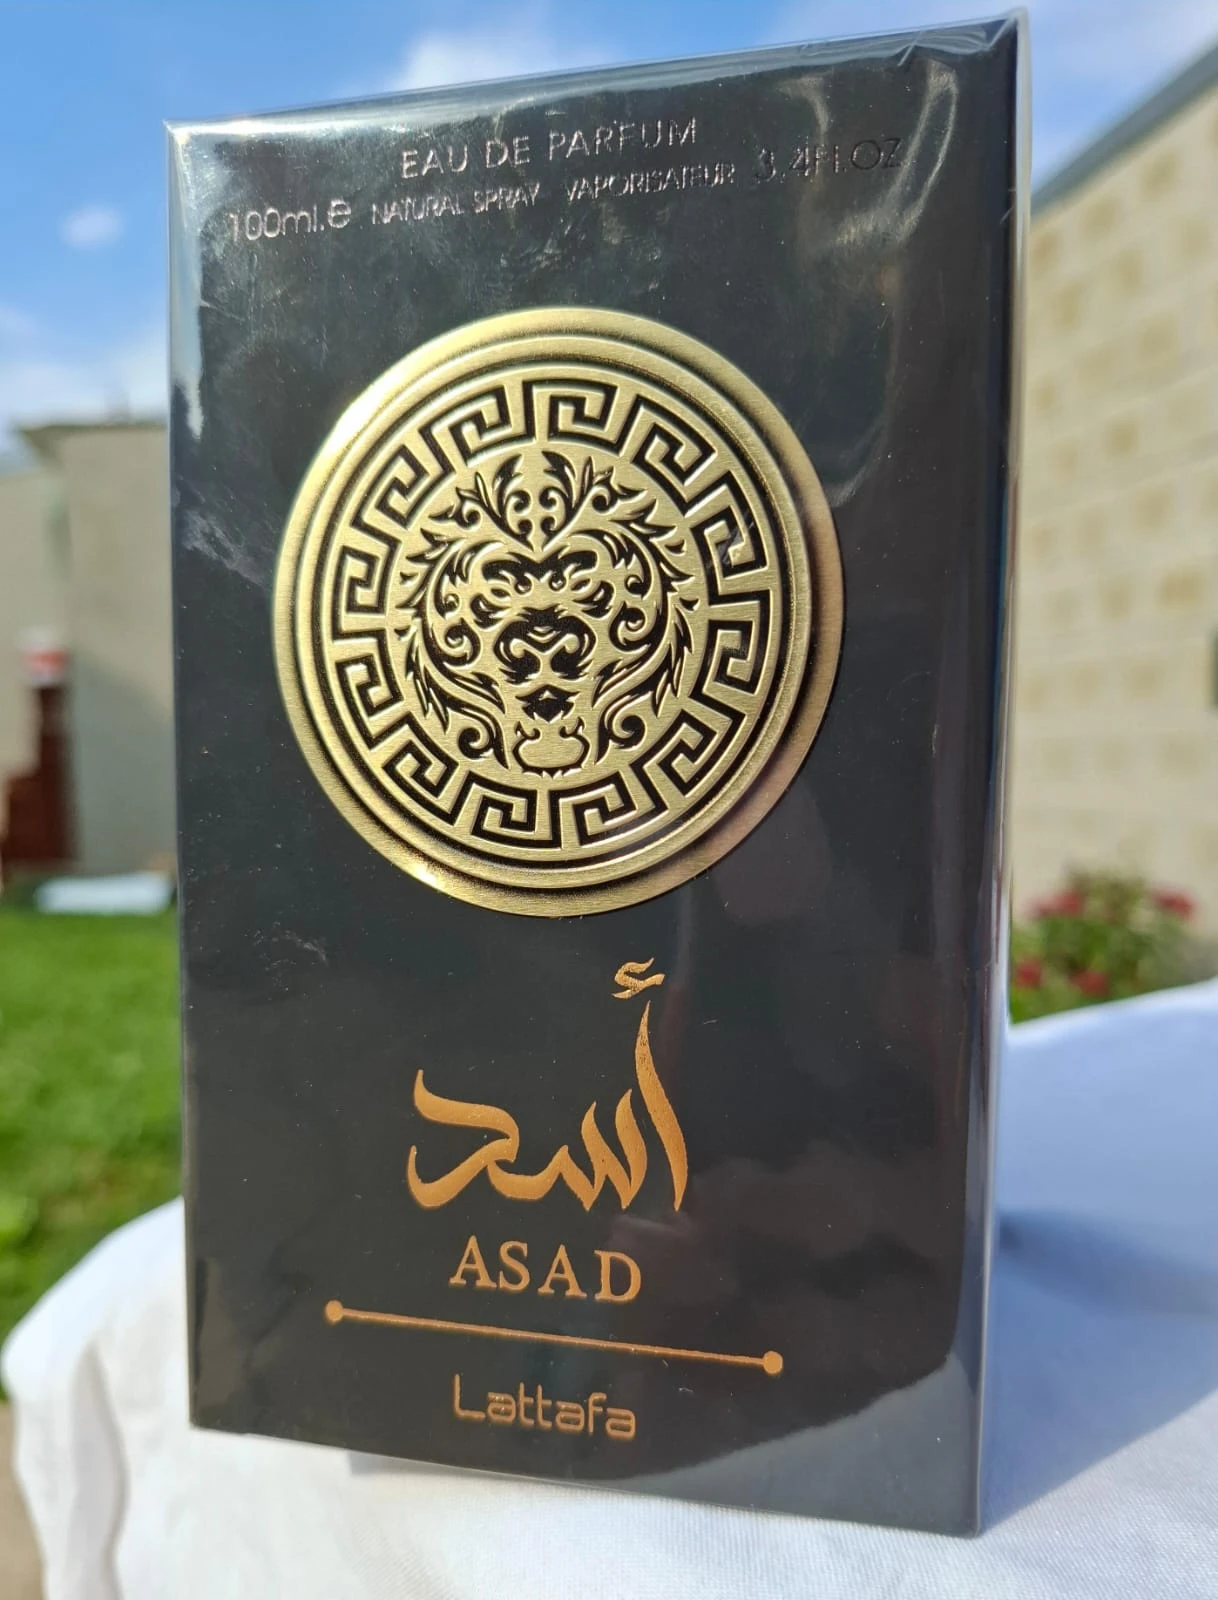 EAU DE PARFUM
100ml.e NATURAL SPRAY VAPORISATEUR 3.4Fl.OZ
أسد
ASAD
Lattafa